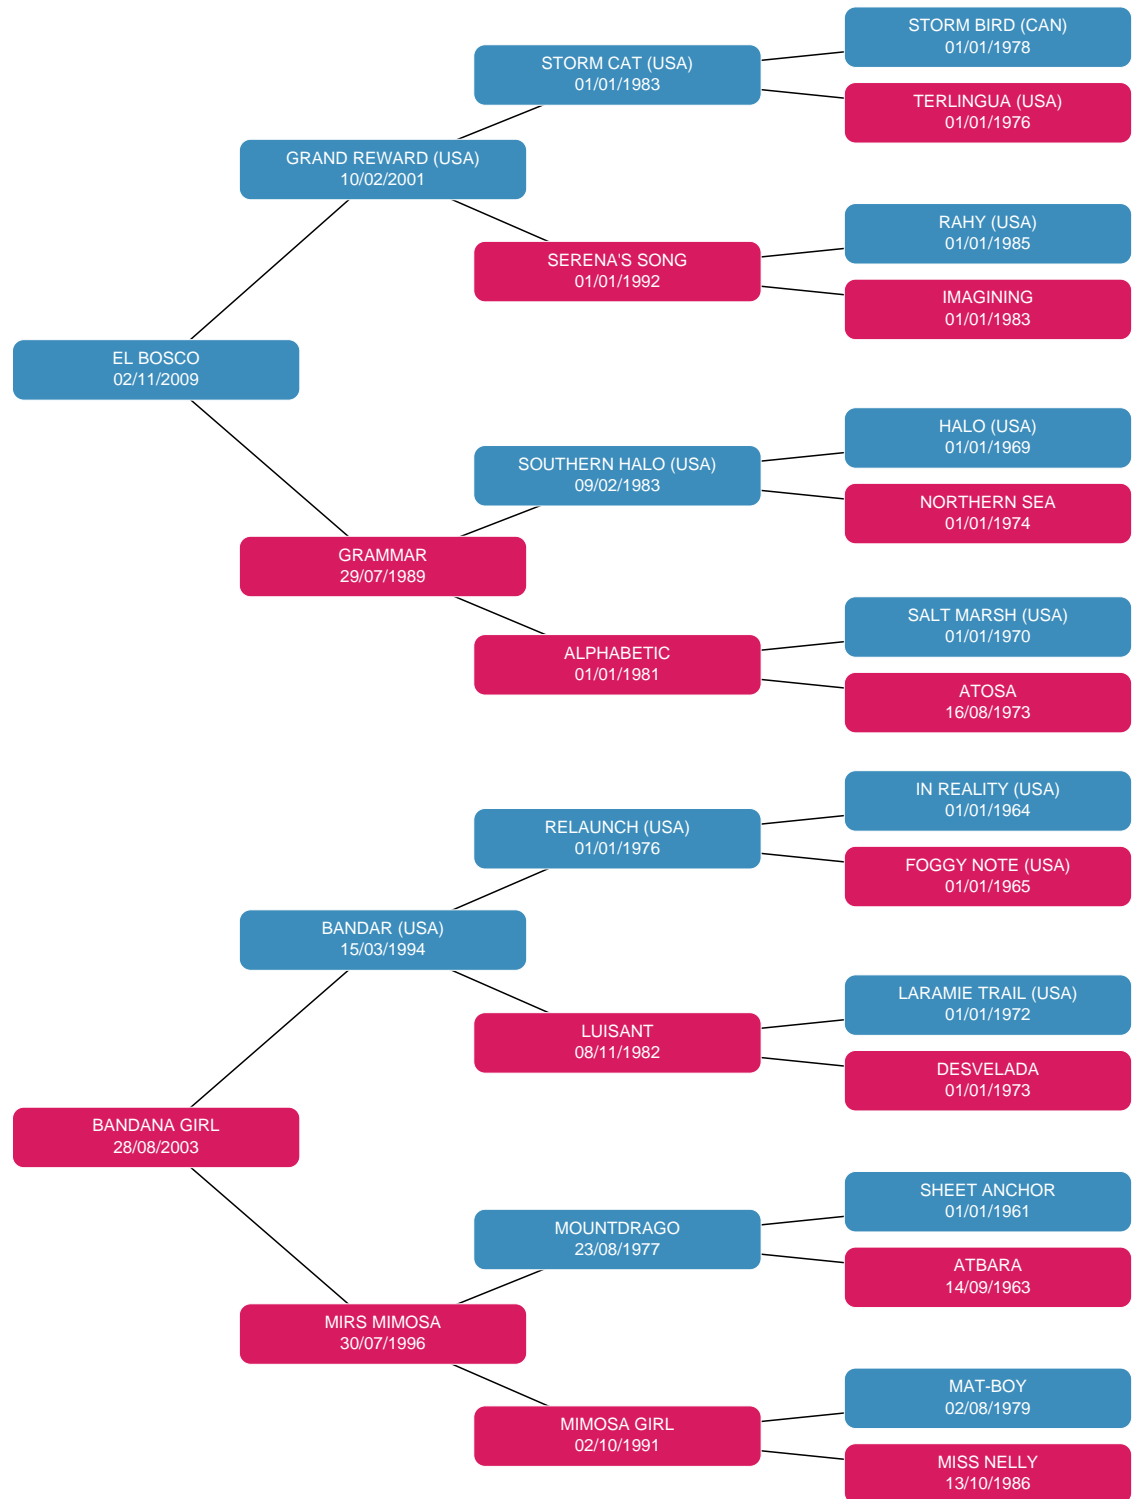 STORM BIRD (CAN)
01/01/1978
STORM CAT (USA)
01/01/1983
TERLINGUA (USA)
01/01/1976
GRAND REWARD (USA)
10/02/2001
RAHY (USA)
01/01/1985
SERENA'S SONG
01/01/1992
IMAGINING
01/01/1983
EL BOSCO
02/11/2009
HALO (USA)
01/01/1969
SOUTHERN HALO (USA)
09/02/1983
NORTHERN SEA
01/01/1974
GRAMMAR
29/07/1989
SALT MARSH (USA)
01/01/1970
ALPHABETIC
01/01/1981
ATOSA
16/08/1973
IN REALITY (USA)
01/01/1964
RELAUNCH (USA)
01/01/1976
FOGGY NOTE (USA)
01/01/1965
BANDAR (USA)
15/03/1994
LARAMIE TRAIL (USA)
01/01/1972
LUISANT
08/11/1982
DESVELADA
01/01/1973
BANDANA GIRL
28/08/2003
SHEET ANCHOR
01/01/1961
MOUNTDRAGO
23/08/1977
ATBARA
14/09/1963
MIRS MIMOSA
30/07/1996
MAT-BOY
02/08/1979
MIMOSA GIRL
02/10/1991
MISS NELLY
13/10/1986